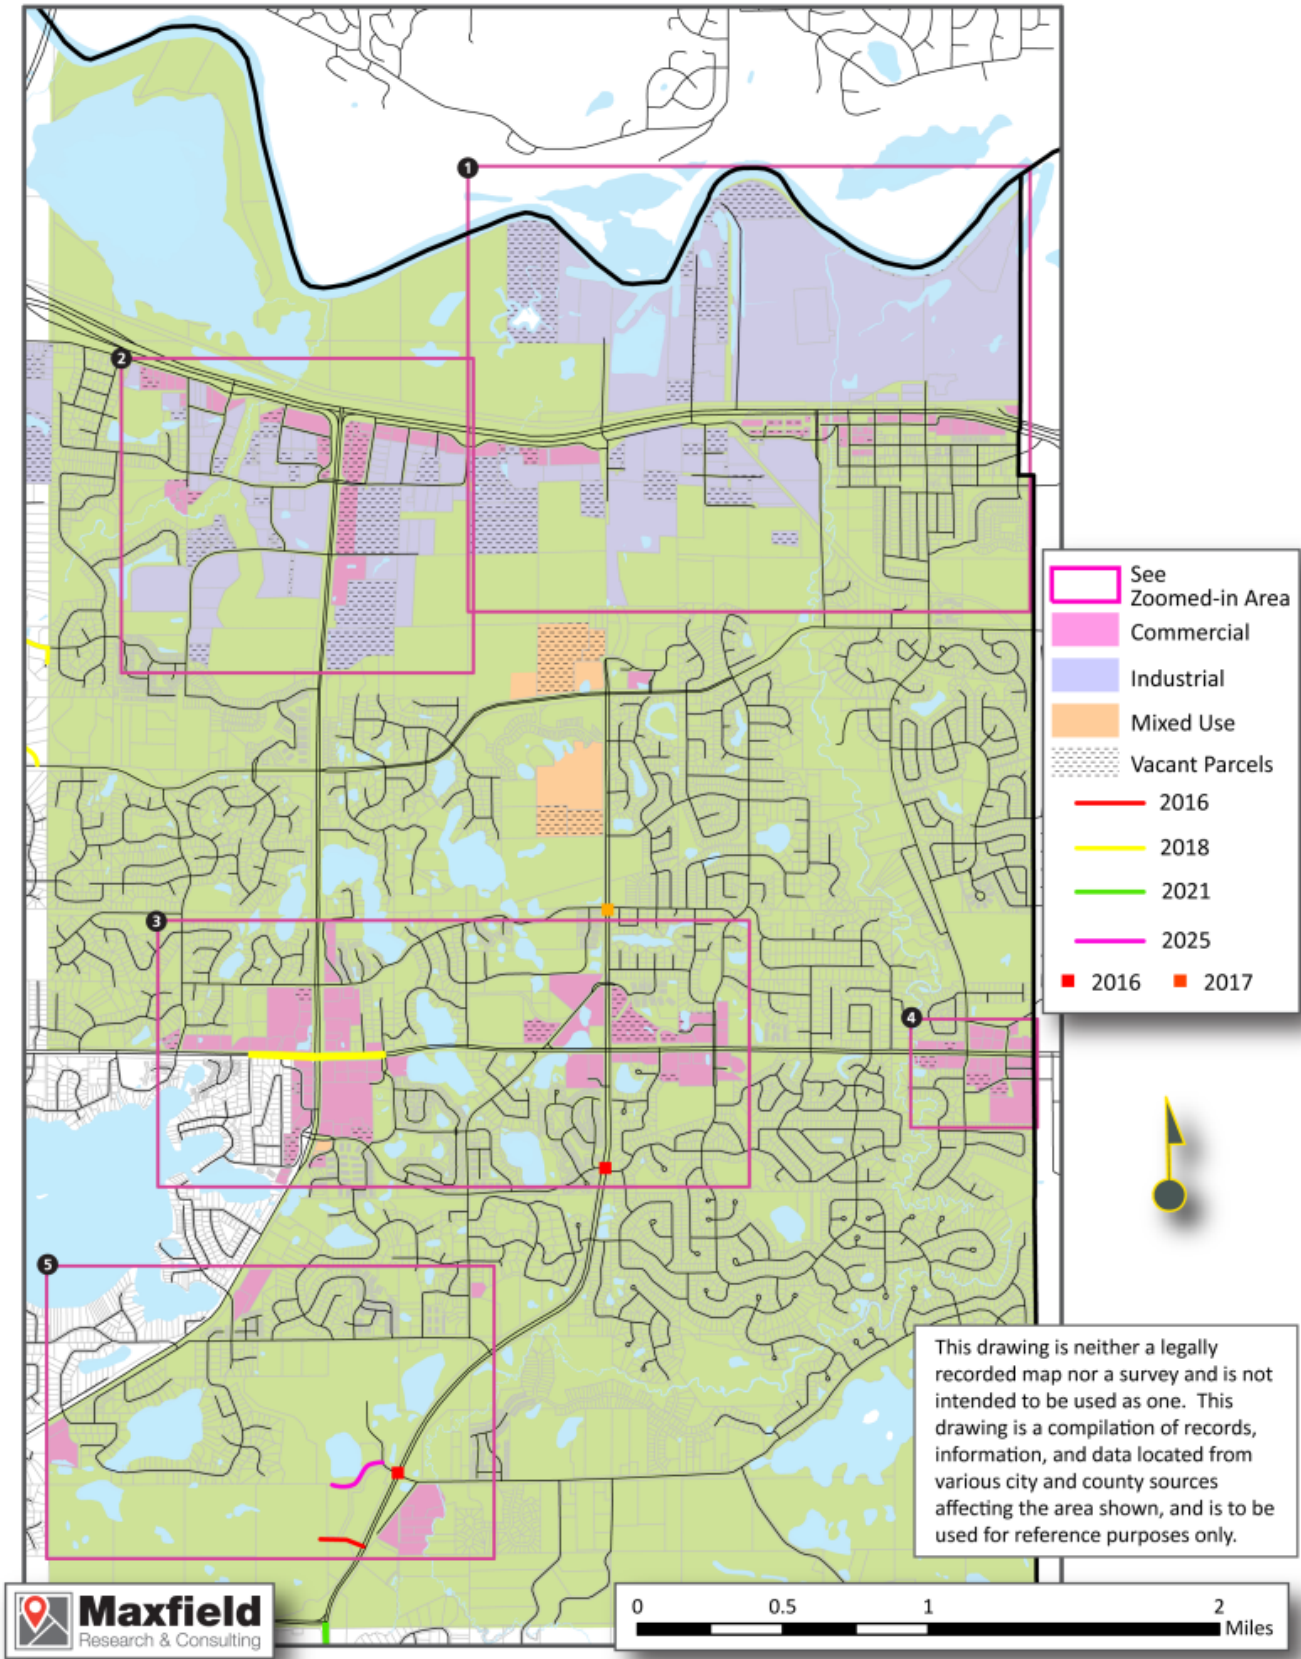 1
2
See
Zoomed-in Area
Commercial
Industrial
Mixed Use
Vacant Parcels
2016
2018
2021
2025
2016 2017
3
4
5
This drawing is neither a legally
recorded map nor a survey and is not
intended to be used as one. This
drawing is a compilation of records,
information, and data located from
various city and county sources
affecting the area shown, and is to be
used for reference purposes only.
Maxfield
Research & Consulting
0 0.5 1 2
Miles